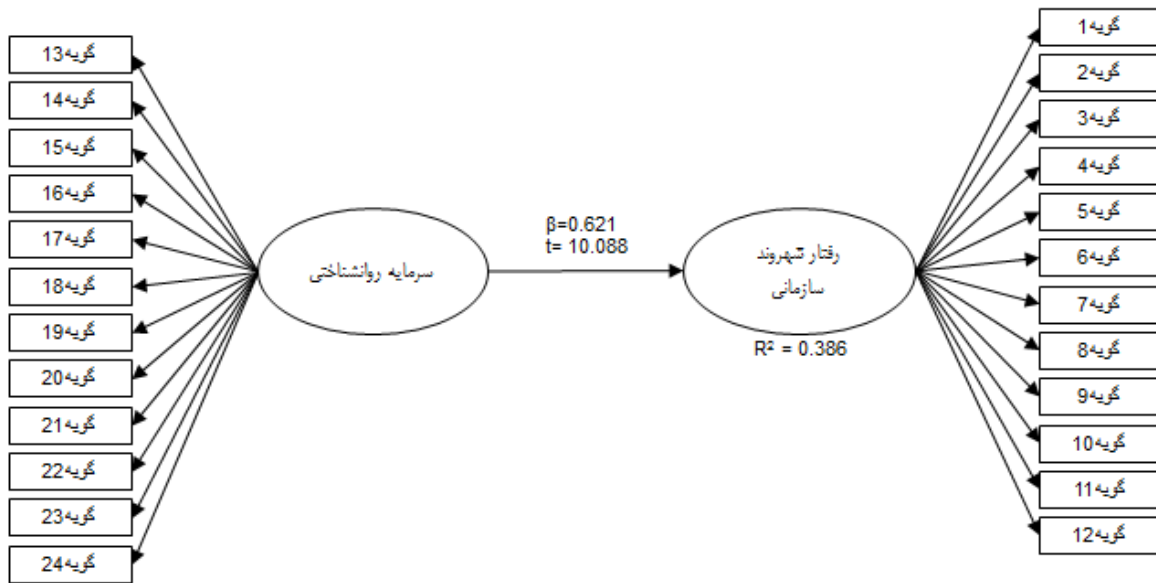 گویه13
گویه14
گویه15
گویه16
گویه17
گویه18
گویه19
گویه20
گویه21
گویه22
گویه23
گویه24
سرمایه روانشناختی
β=0.621
t= 10.088
رفتار شهروند
سازمانی
R² = 0.386
گویه1
گویه2
گویه3
گویه4
گویه5
گویه6
گویه7
گویه8
گویه9
گویه10
گویه11
گویه12